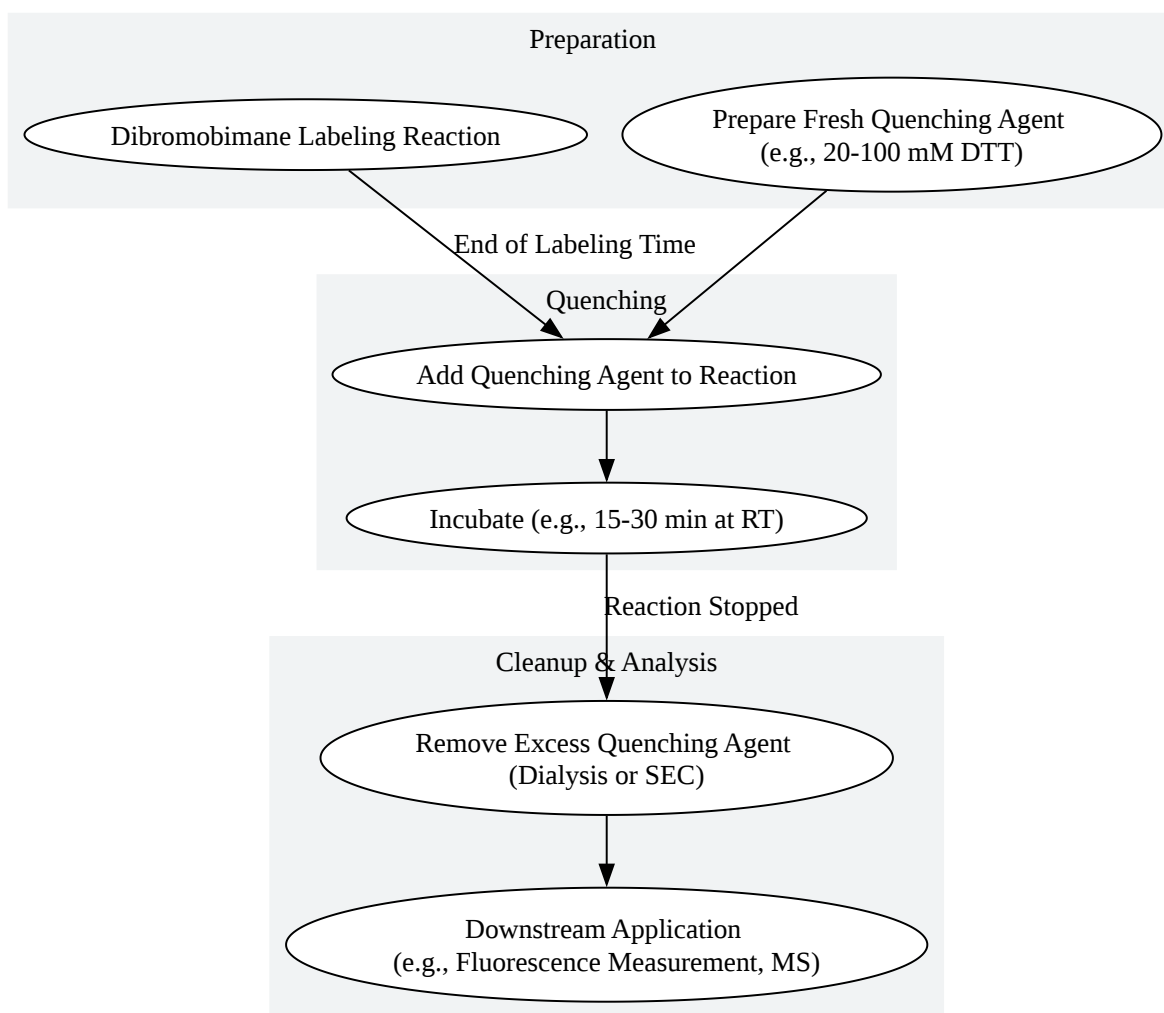 Preparation
Dibromobimane Labeling Reaction
Prepare Fresh Quenching Agent
(e.g., 20-100 mM DTT)
End of Labeling Time
Quenching
Add Quenching Agent to Reaction
Incubate (e.g., 15-30 min at RT)
Reaction Stopped
Cleanup & Analysis
Remove Excess Quenching Agent
(Dialysis or SEC)
Downstream Application
(e.g., Fluorescence Measurement, MS)